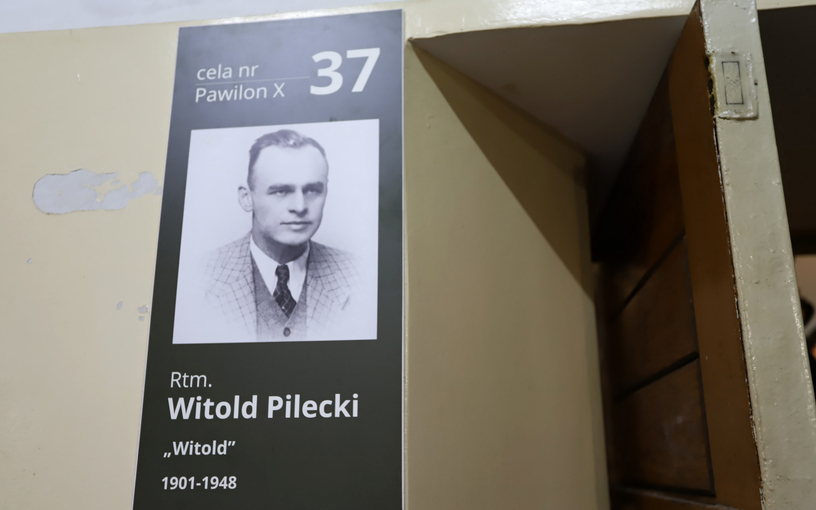 cela nr
Pawilon X
37
Rtm.
Witold Pilecki
„Witold”
1901-1948